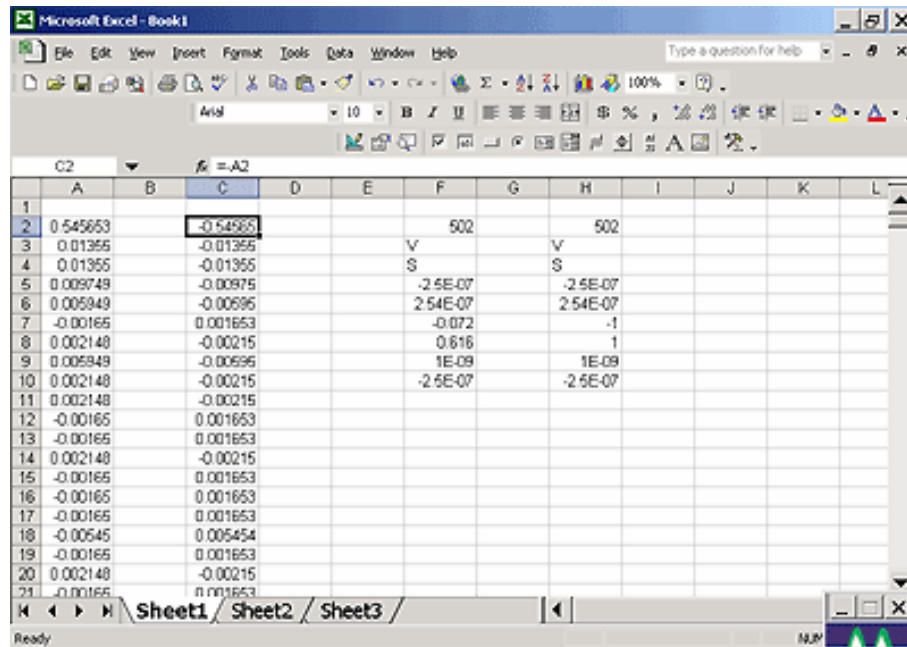 Microsoft Excel - Book1
File Edit View Insert Format Tools Data Window Help Type a question for help
Σ 100%
Arial 10 B I U $ % ,
A
C2 fx =-A2
A B C D E F G H I J K L
1
2 0.545653 -0.54565 502 502
3 0.01355 -0.01355 V V
4 0.01355 -0.01355 S S
5 0.009749 -0.00975 -2.5E-07 -2.5E-07
6 0.005949 -0.00595 2.54E-07 2.54E-07
7 -0.00165 0.001653 -0.072 -1
8 0.002148 -0.00215 0.616 1
9 0.005949 -0.00595 1E-09 1E-09
10 0.002148 -0.00215 -2.5E-07 -2.5E-07
11 0.002148 -0.00215
12 -0.00165 0.001653
13 -0.00165 0.001653
14 0.002148 -0.00215
15 -0.00165 0.001653
16 -0.00165 0.001653
17 -0.00165 0.001653
18 -0.00545 0.005454
19 -0.00165 0.001653
20 0.002148 -0.00215
21 -0.00165 0.001653
Sheet1 Sheet2 Sheet3
Ready NUM